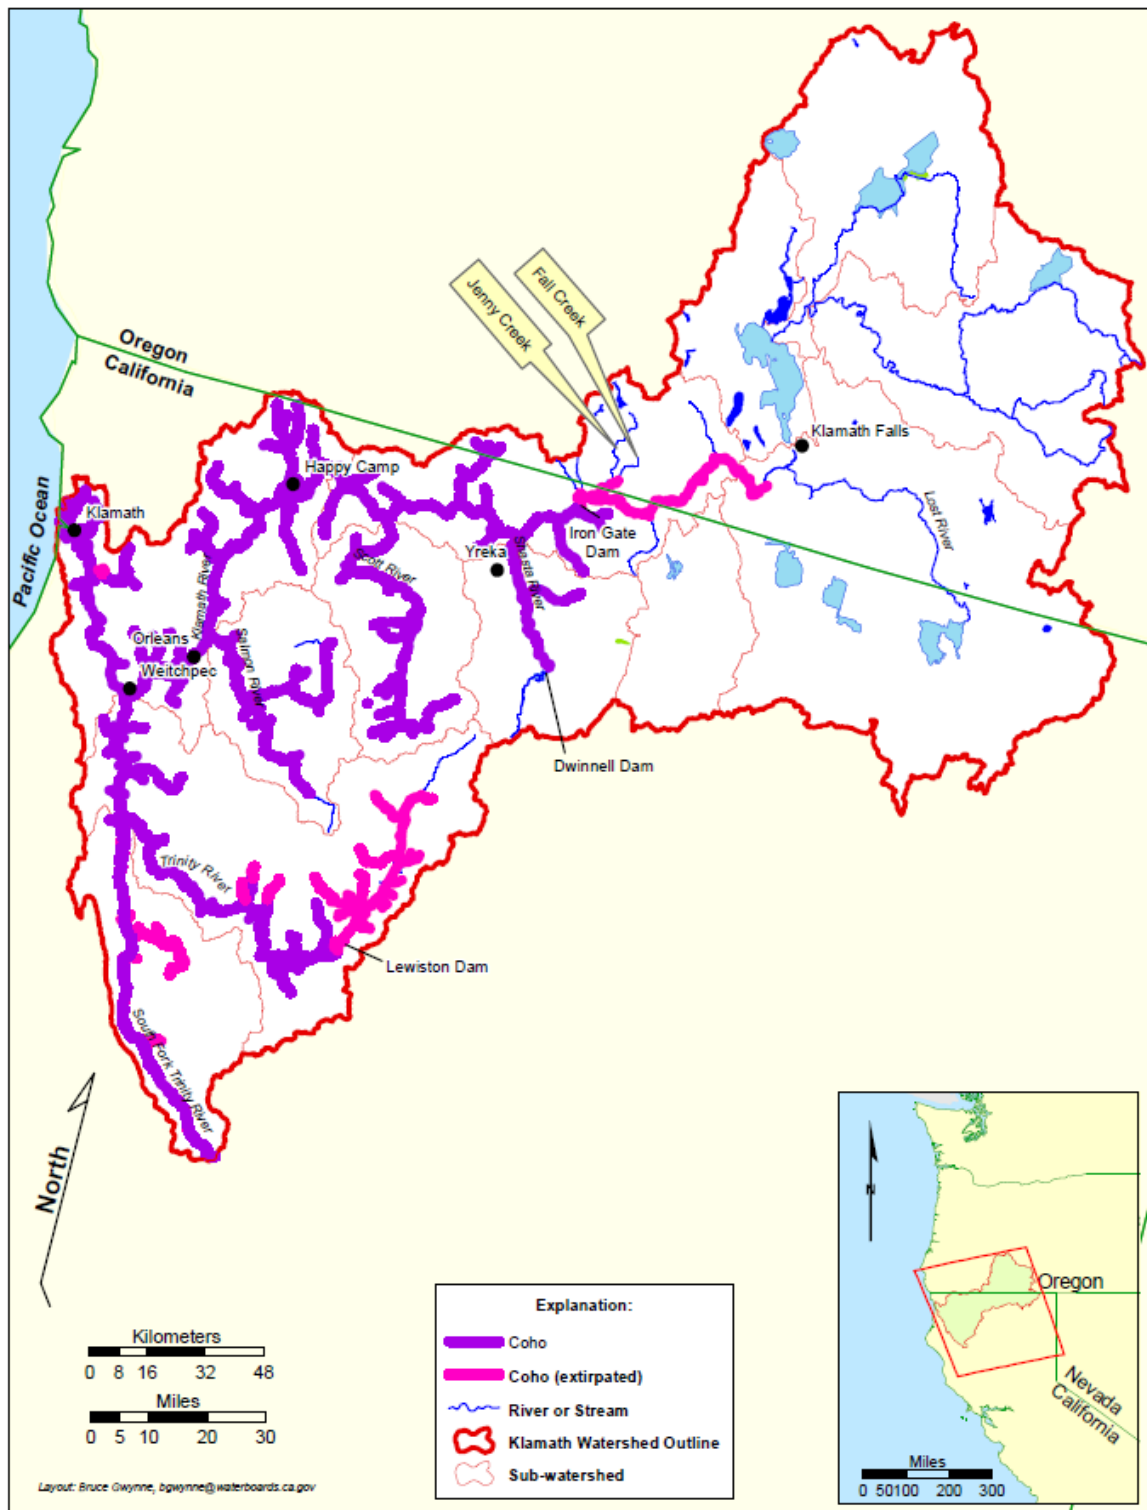 Oregon
California
Jenny Creek
Fall Creek
Klamath Falls
Happy Camp
Pacific Ocean
Klamath
Iron Gate
Dam
Lost River
Yreka
Shasta River
Scott River
Klamath River
Orleans
Salmon River
Weitchpec
Dwinnell Dam
Trinity River
Lewiston Dam
South Fork Trinity River
North
Kilometers
0 8 16 32 48
Miles
0 5 10 20 30
Layout: Bruce Gwynne, bgwynne@waterboards.ca.gov
Explanation:
Coho
Coho (extirpated)
River or Stream
Klamath Watershed Outline
Sub-watershed
N
Oregon
Nevada
California
Miles
0 50100 200 300